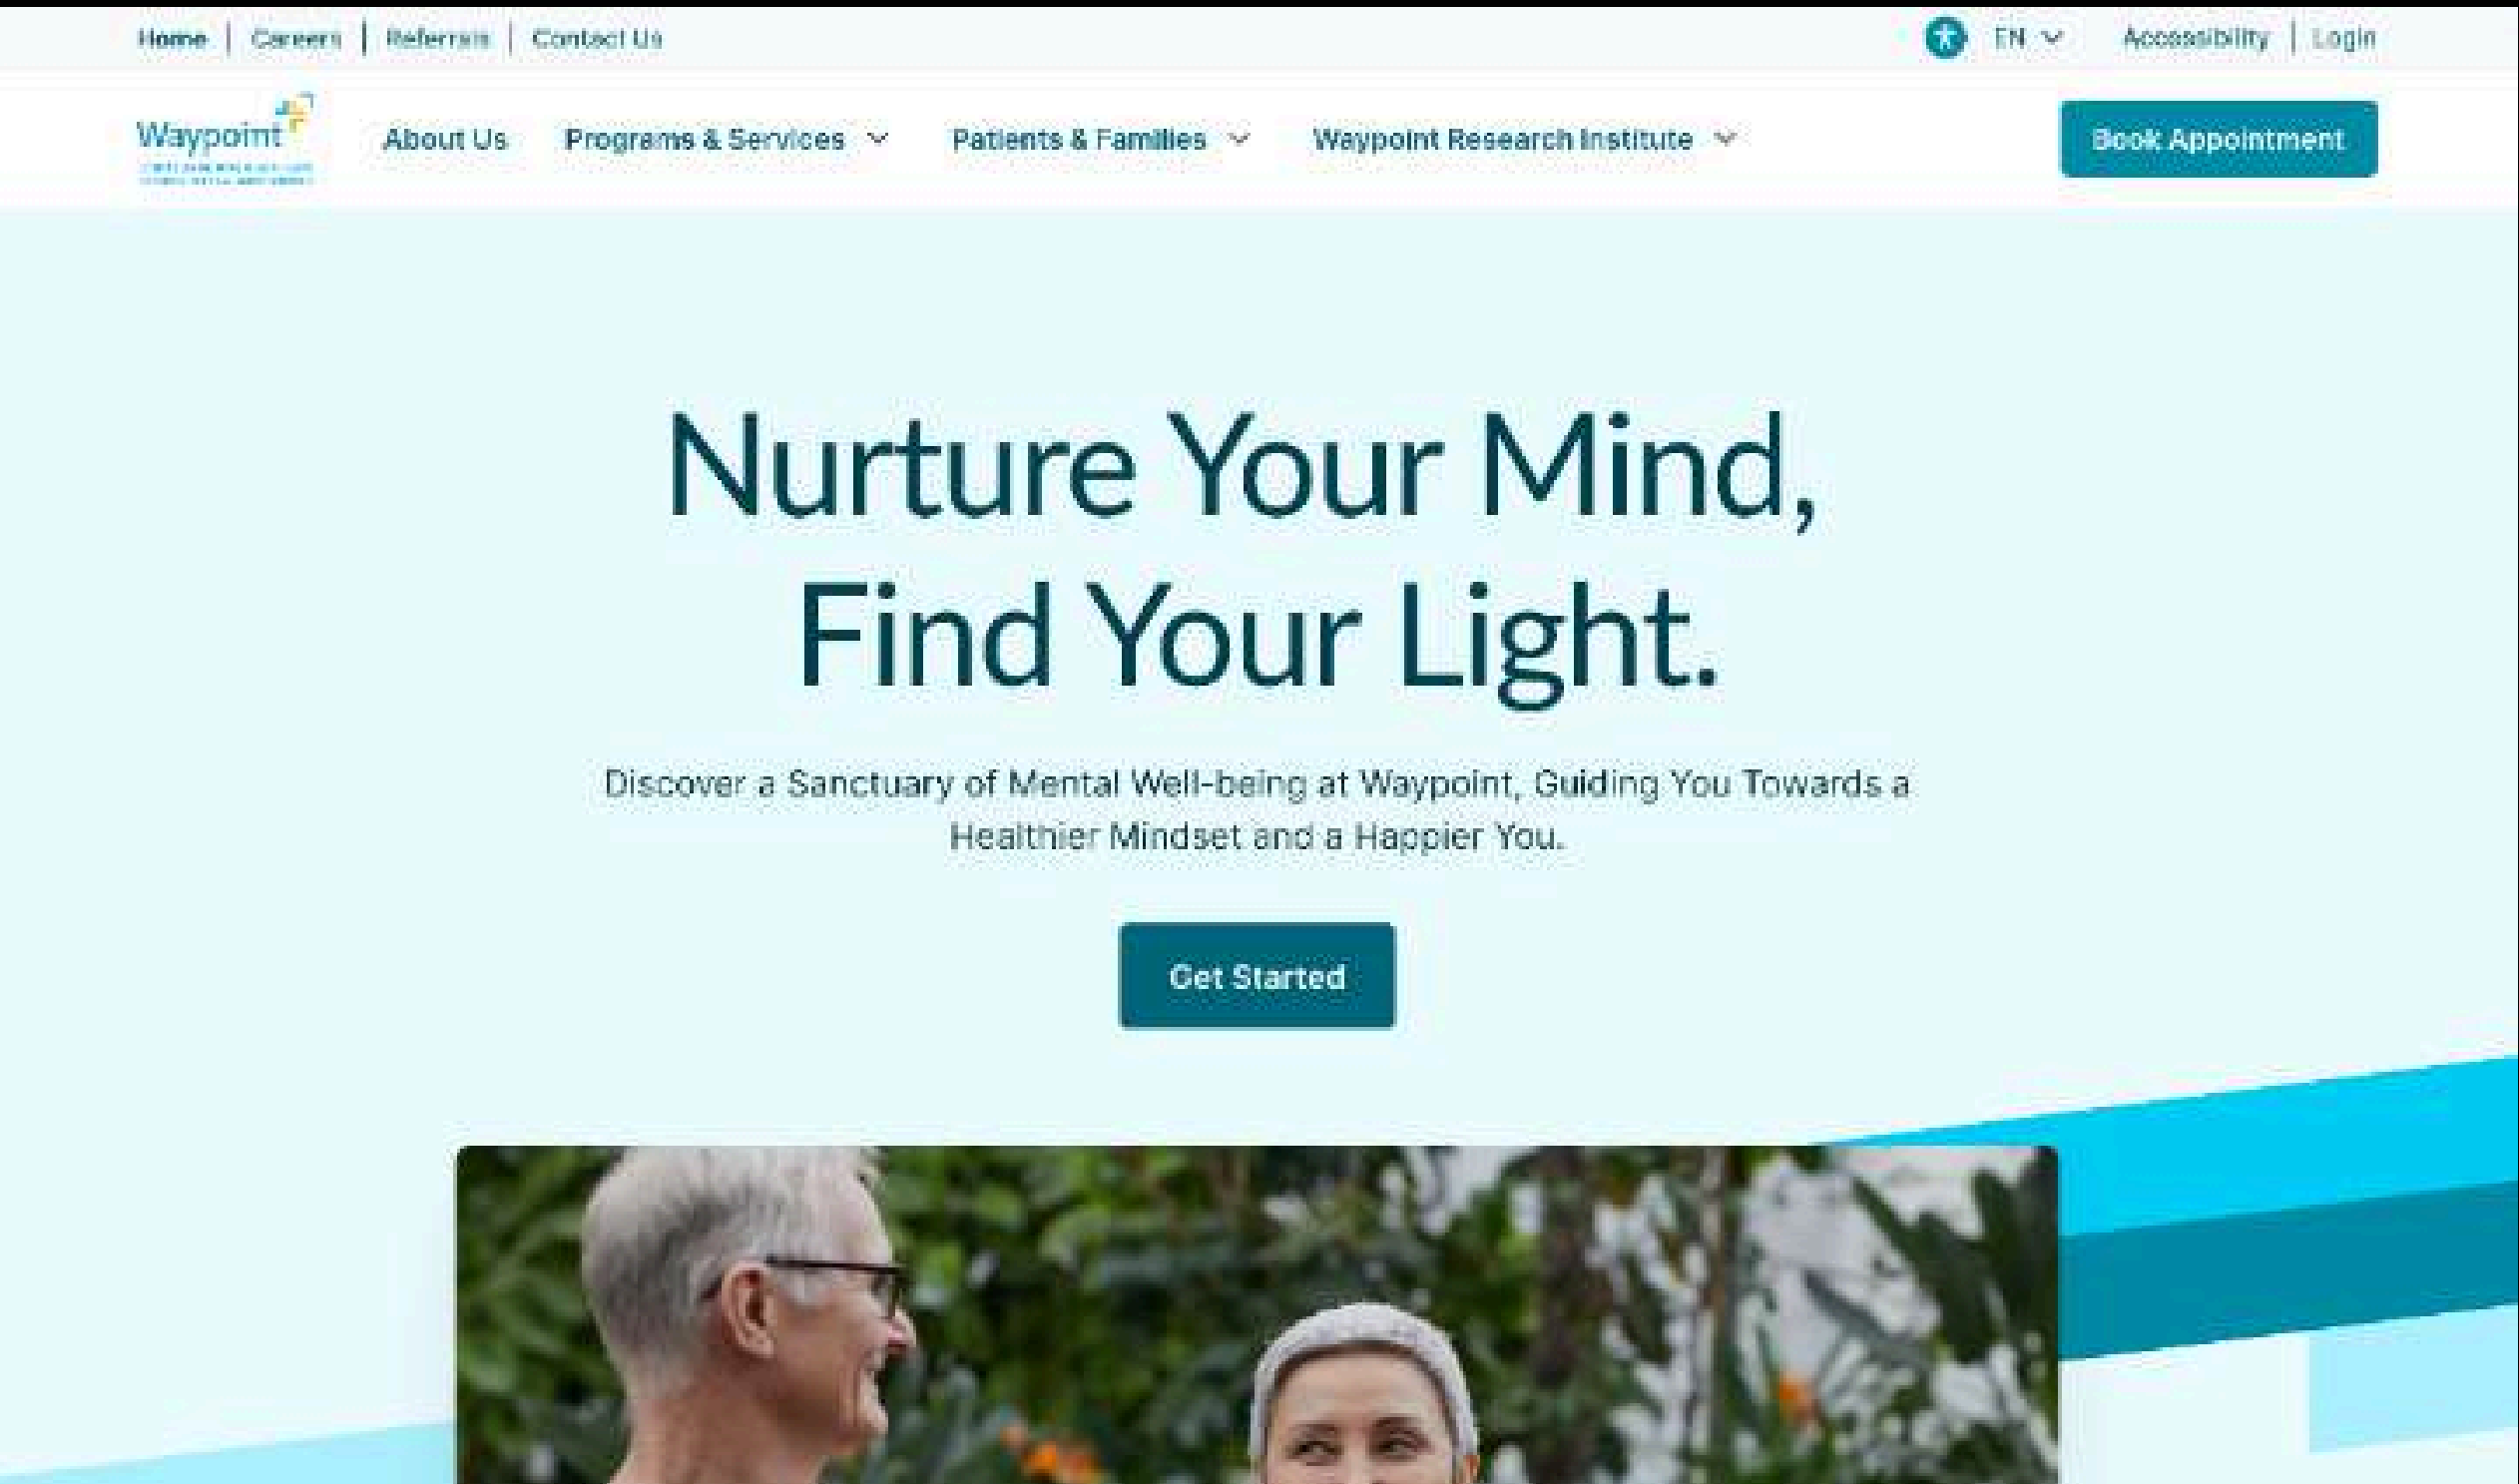 Home | Careers | Referrals | Contact Us
EN
Accessibility | Login
Waypoint
About Us
Programs & Services
Patients & Families
Waypoint Research Institute
Book Appointment
Nurture Your Mind,
Find Your Light.
Discover a Sanctuary of Mental Well-being at Waypoint, Guiding You Towards a
Healthier Mindset and a Happier You.
Get Started